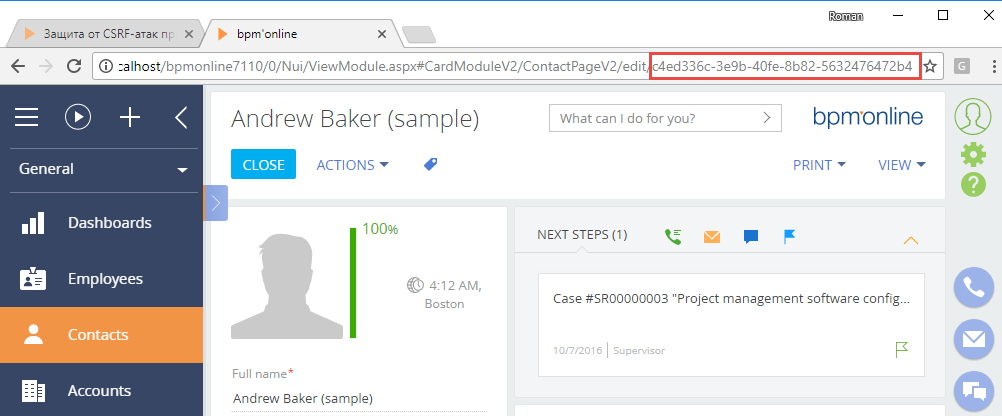 Roman
Защита от CSRF-атак пр
bpm'online
calhost/bpmonline7110/0/Nui/ViewModule.aspx#CardModuleV2/ContactPageV2/edit/c4ed336c-3e9b-40fe-8b82-5632476472b4
G
Andrew Baker (sample)
What can I do for you?
bpm'online
General
CLOSE
ACTIONS
PRINT
VIEW
Dashboards
Employees
Contacts
Accounts
100%
4:12 AM,
Boston
Full name*
Andrew Baker (sample)
NEXT STEPS (1)
Case #SR00000003 "Project management software config...
10/7/2016 Supervisor